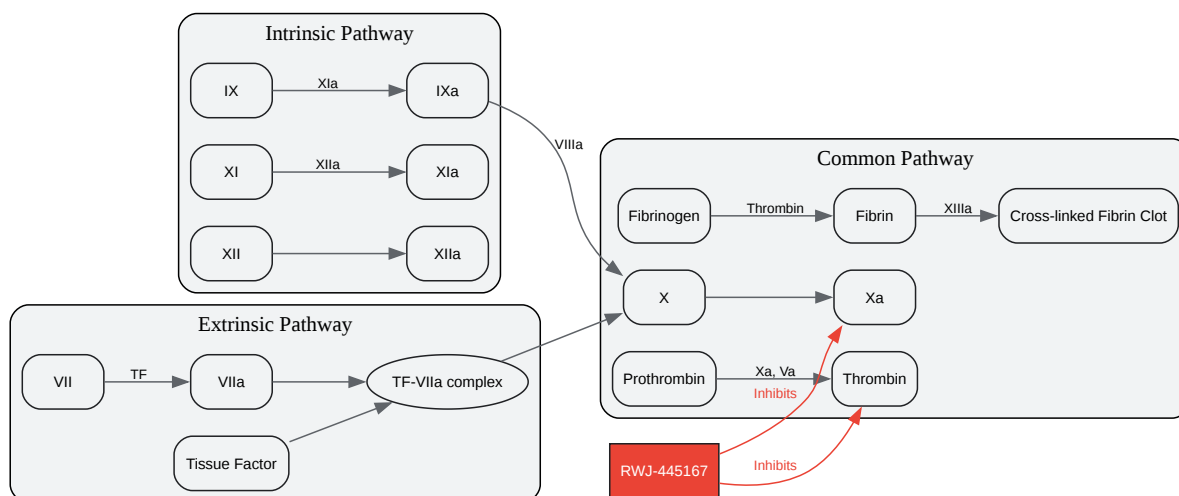 Intrinsic Pathway
IX
XIa
IXa
XI
XIIa
XIa
XII
XIIa
VIIIa
Extrinsic Pathway
VII
TF
VIIa
TF-VIIa complex
Tissue Factor
Common Pathway
Fibrinogen
Thrombin
Fibrin
XIIIa
Cross-linked Fibrin Clot
X
Xa
Prothrombin
Xa, Va
Thrombin
Inhibits
RWJ-445167
Inhibits